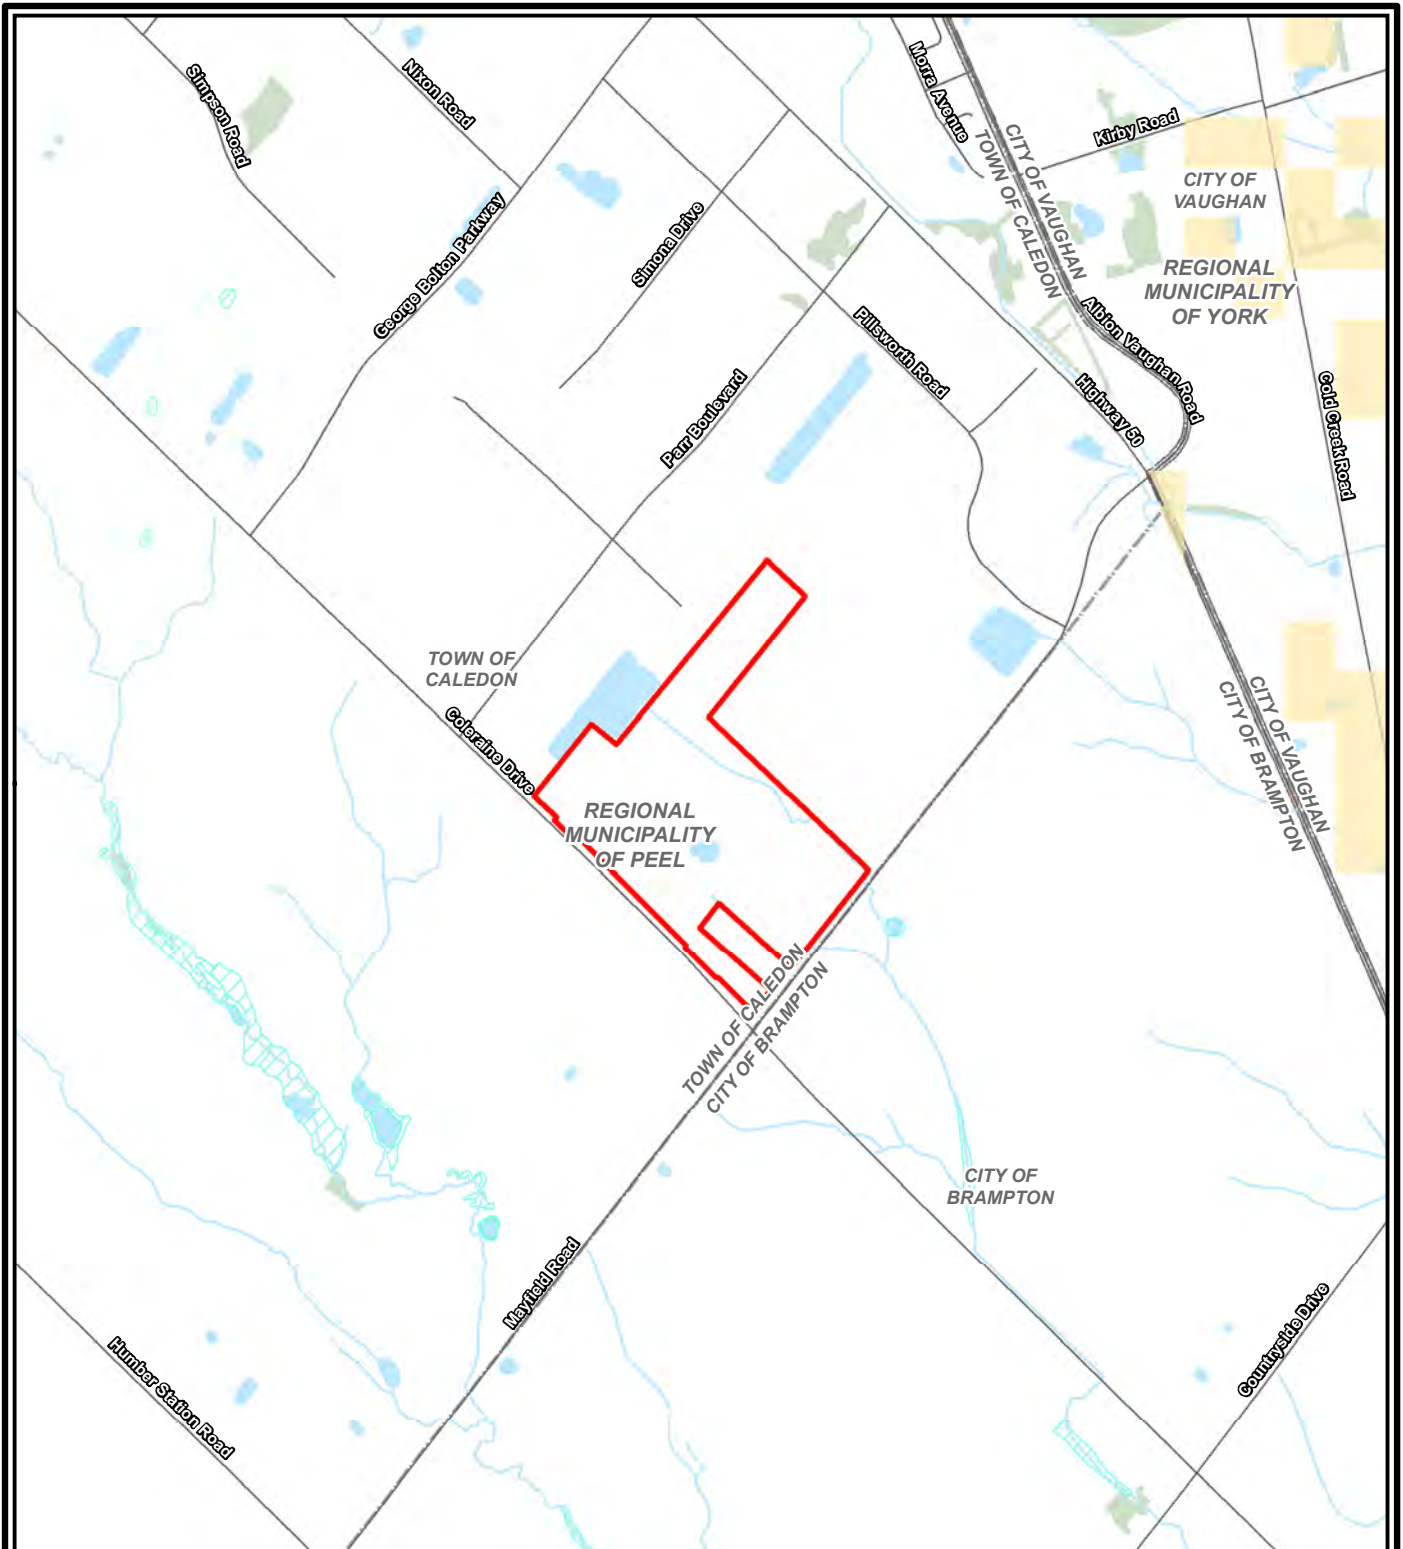 Simpson Road
Nixon Road
Morra Avenue
Kirby Road
CITY OF VAUGHAN
TOWN OF CALEDON
CITY OF
VAUGHAN
George Bolton Parkway
Simona Drive
REGIONAL
MUNICIPALITY
OF YORK
Albion Vaughan Road
Pillsworth Road
Highway 50
Parr Boulevard
Cold Creek Road
TOWN OF
CALEDON
Coleraine Drive
CITY OF VAUGHAN
CITY OF BRAMPTON
REGIONAL
MUNICIPALITY
OF PEEL
TOWN OF CALEDON
CITY OF BRAMPTON
CITY OF
BRAMPTON
Mayfield Road
Countryside Drive
Humber Station Road